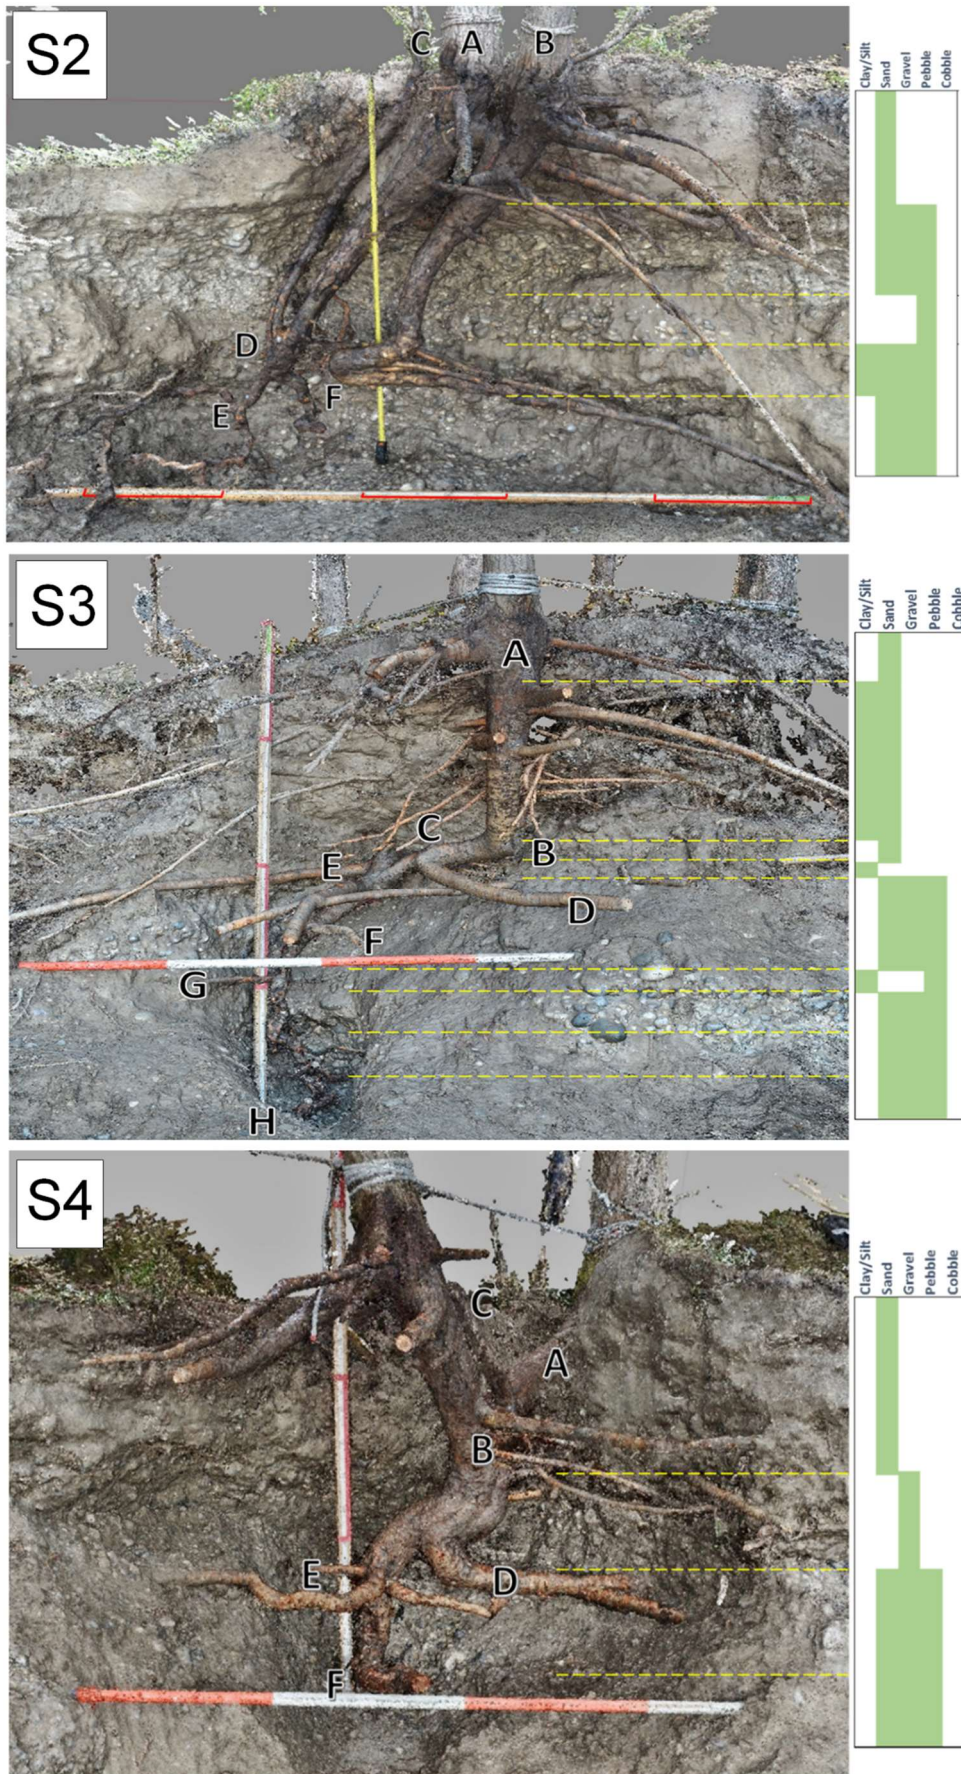 S2
C A B
D
E F
Clay/Silt
Sand
Gravel
Pebble
Cobble
S3
A
C B
E
D
F
G
H
Clay/Silt
Sand
Gravel
Pebble
Cobble
S4
C
A
B
E D
F
Clay/Silt
Sand
Gravel
Pebble
Cobble